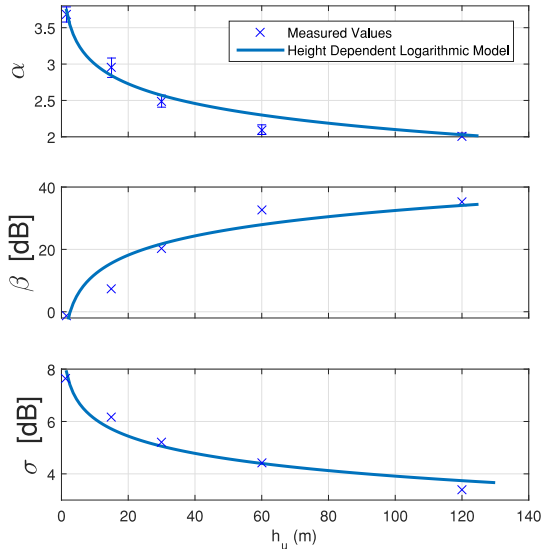 3.5
3
2.5
2
α
× Measured Values
Height Dependent Logarithmic Model
40
20
0
β [dB]
8
6
4
σ [dB]
0 20 40 60 80 100 120 140
h_u (m)